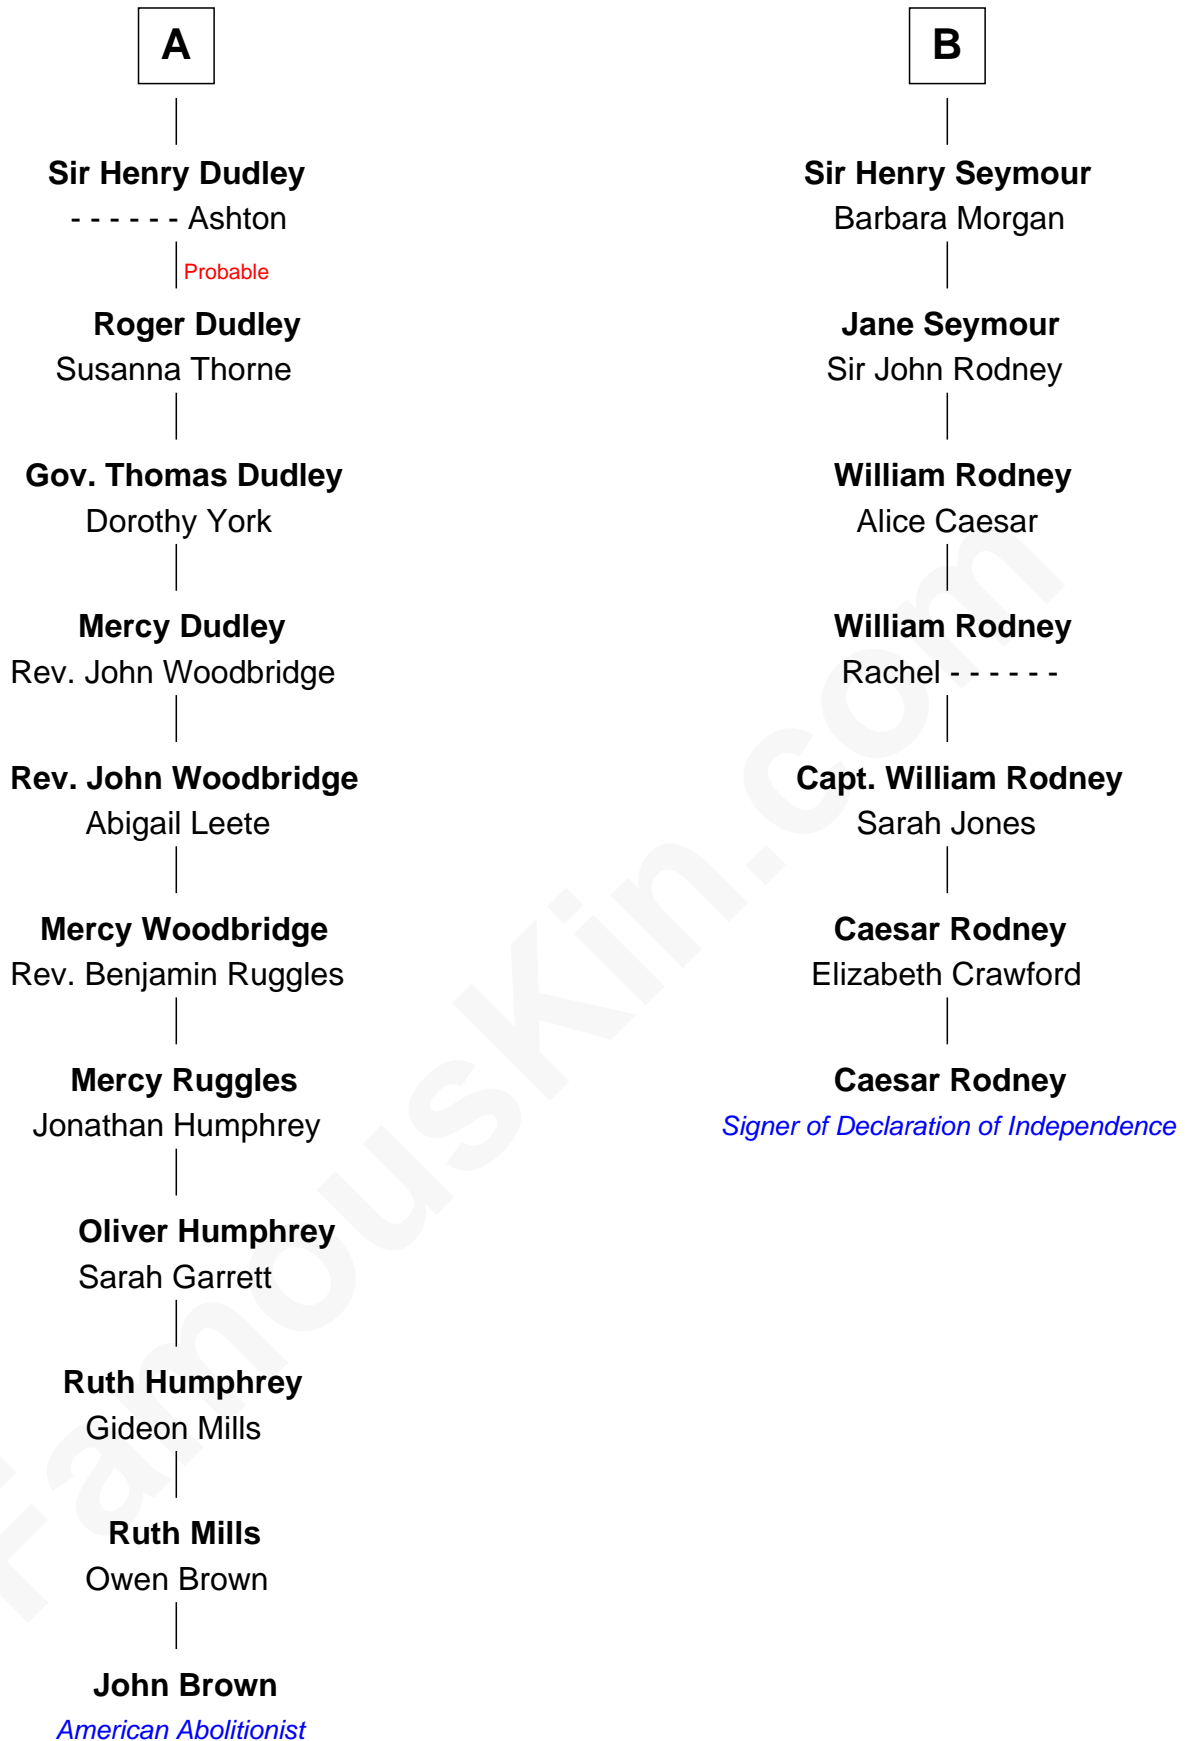 A
Sir Henry Dudley
- - - - - - Ashton
Probable
Roger Dudley
Susanna Thorne
Gov. Thomas Dudley
Dorothy York
Mercy Dudley
Rev. John Woodbridge
Rev. John Woodbridge
Abigail Leete
Mercy Woodbridge
Rev. Benjamin Ruggles
Mercy Ruggles
Jonathan Humphrey
Oliver Humphrey
Sarah Garrett
Ruth Humphrey
Gideon Mills
Ruth Mills
Owen Brown
John Brown
American Abolitionist
B
Sir Henry Seymour
Barbara Morgan
Jane Seymour
Sir John Rodney
William Rodney
Alice Caesar
William Rodney
Rachel - - - - - -
Capt. William Rodney
Sarah Jones
Caesar Rodney
Elizabeth Crawford
Caesar Rodney
Signer of Declaration of Independence
FamousKin.com